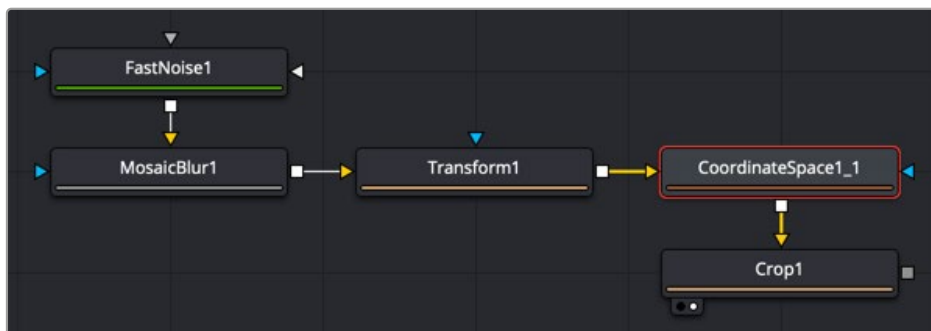 FastNoise1
MosaicBlur1
Transform1
CoordinateSpace1_1
Crop1